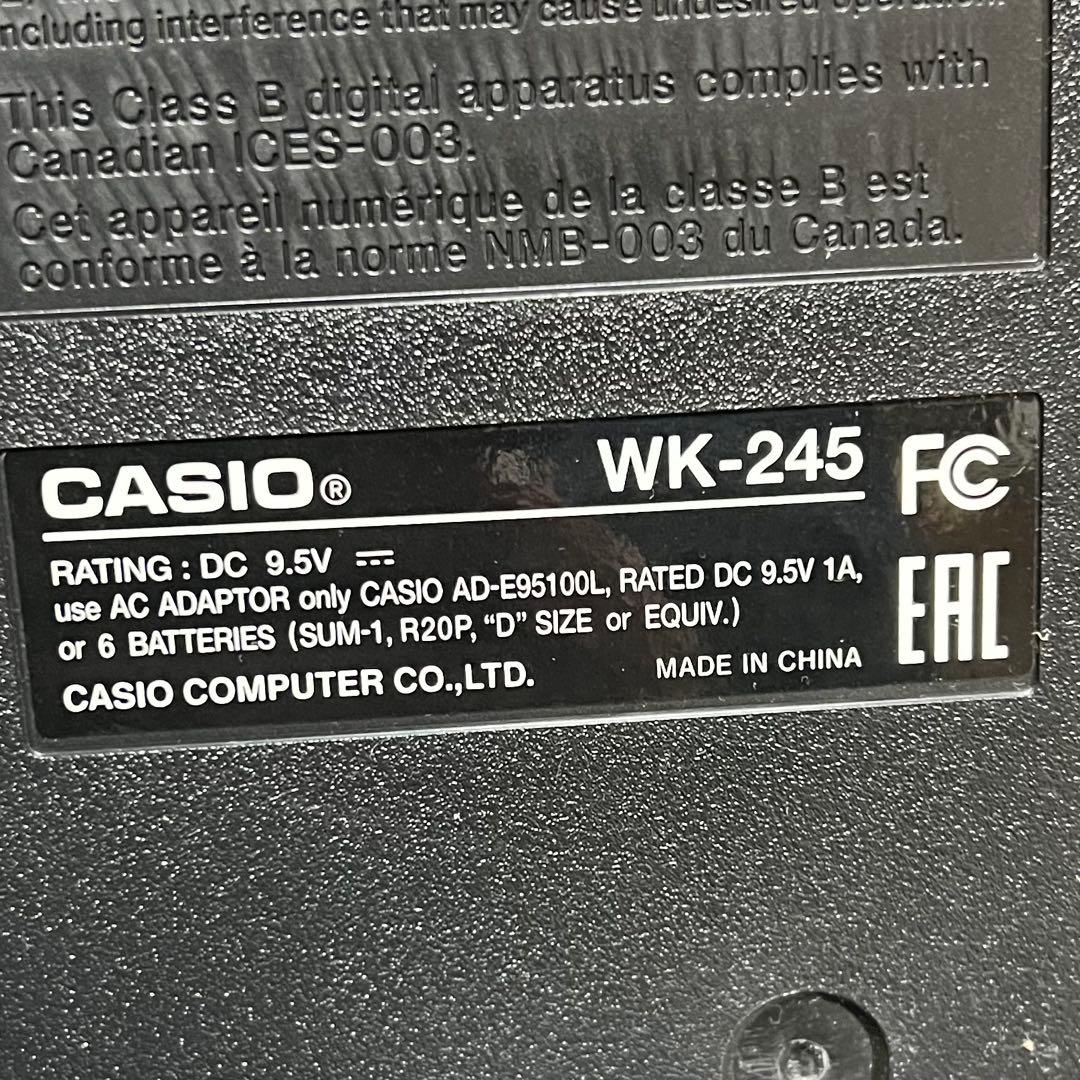 including interference that may cause undesired operation.
This Class B digital apparatus complies with
Canadian ICES-003.
Cet appareil numérique de la classe B est
conforme à la norme NMB-003 du Canada.
CASIO® WK-245 FC
RATING : DC 9.5V ⎓
use AC ADAPTOR only CASIO AD-E95100L, RATED DC 9.5V 1A,
or 6 BATTERIES (SUM-1, R20P, “D” SIZE or EQUIV.)
EAC
CASIO COMPUTER CO.,LTD. MADE IN CHINA